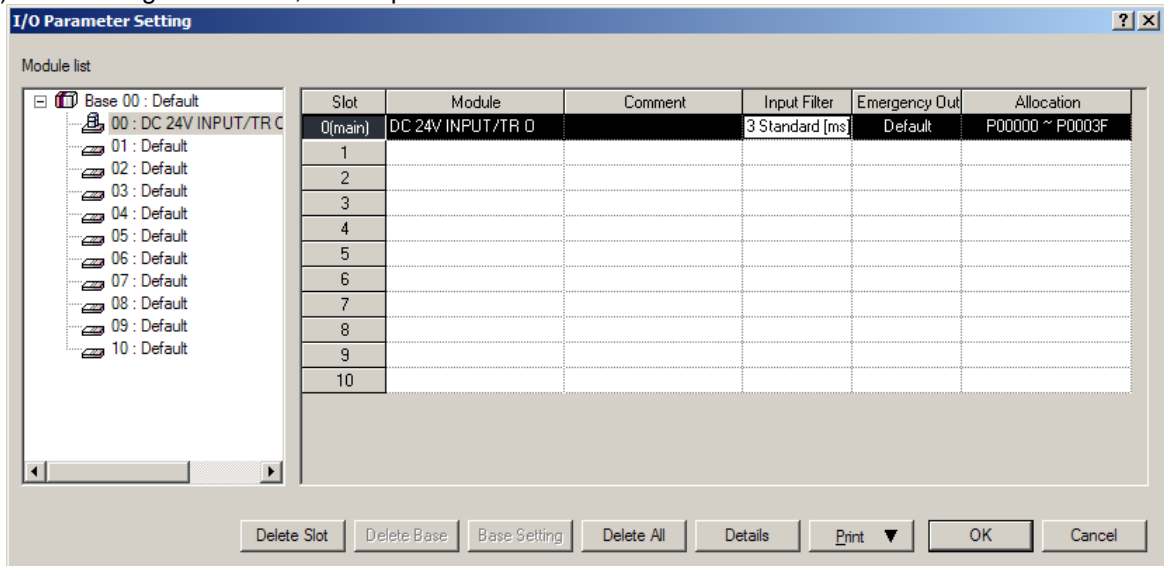 I/O Parameter Setting
Module list
Base 00 : Default
00 : DC 24V INPUT/TR O
01 : Default
02 : Default
03 : Default
04 : Default
05 : Default
06 : Default
07 : Default
08 : Default
09 : Default
10 : Default
Slot Module Comment Input Filter Emergency Out Allocation
0(main) DC 24V INPUT/TR O 3 Standard [ms] Default P00000 ~ P0003F
1
2
3
4
5
6
7
8
9
10
Delete Slot Delete Base Base Setting Delete All Details Print ▼ OK Cancel